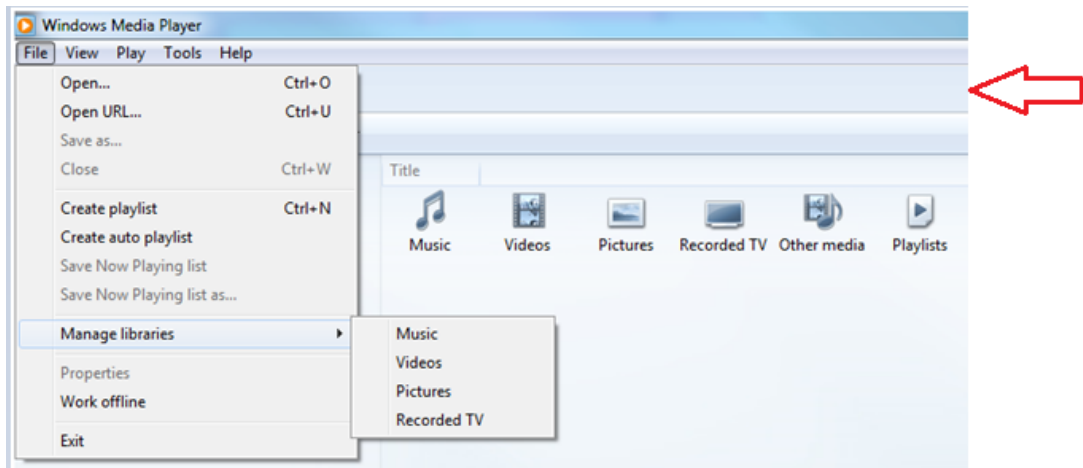 Windows Media Player
File View Play Tools Help
Open... Ctrl+O
Open URL... Ctrl+U
Save as...
Close Ctrl+W
Title
Create playlist Ctrl+N
Create auto playlist
Music Videos Pictures Recorded TV Other media Playlists
Save Now Playing list
Save Now Playing list as...
Manage libraries
Music
Videos
Pictures
Recorded TV
Properties
Work offline
Exit